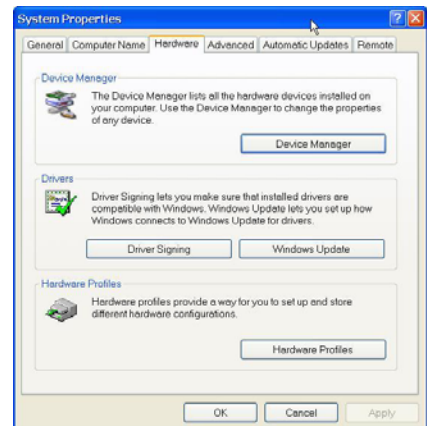 System Properties
General Computer Name Hardware Advanced Automatic Updates Remote
Device Manager
The Device Manager lists all the hardware devices installed on
your computer. Use the Device Manager to change the properties
of any device.
Device Manager
Drivers
Driver Signing lets you make sure that installed drivers are
compatible with Windows. Windows Update lets you set up how
Windows connects to Windows Update for drivers.
Driver Signing Windows Update
Hardware Profiles
Hardware profiles provide a way for you to set up and store
different hardware configurations.
Hardware Profiles
OK Cancel Apply